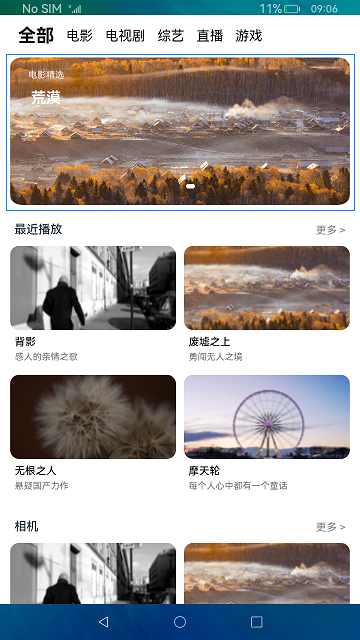 No SIM 11% 09:06
全部 电影 电视剧 综艺 直播 游戏
电影精选
荒漠
最近播放 更多 >
背影 废墟之上
感人的亲情之歌 勇闯无人之境
无根之人 摩天轮
悬疑国产力作 每个人心中都有一个童话
相机 更多 >